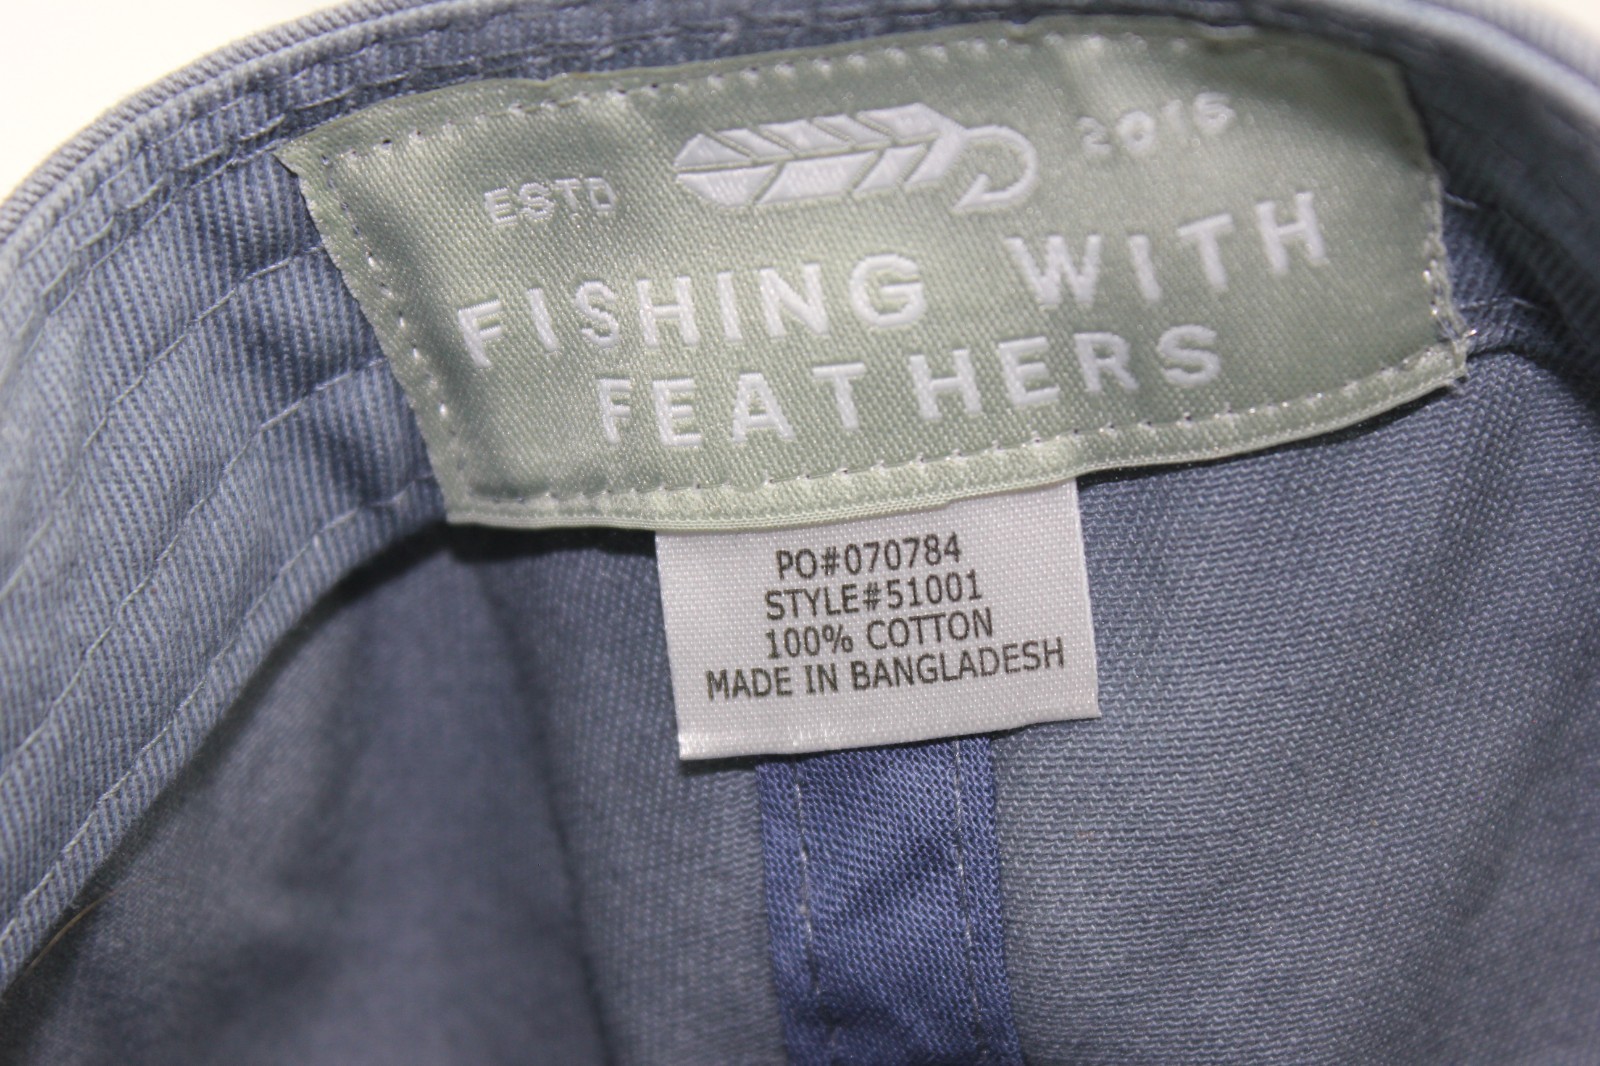 ESTD 2016
FISHING WITH
FEATHERS
PO#070784
STYLE#51001
100% COTTON
MADE IN BANGLADESH